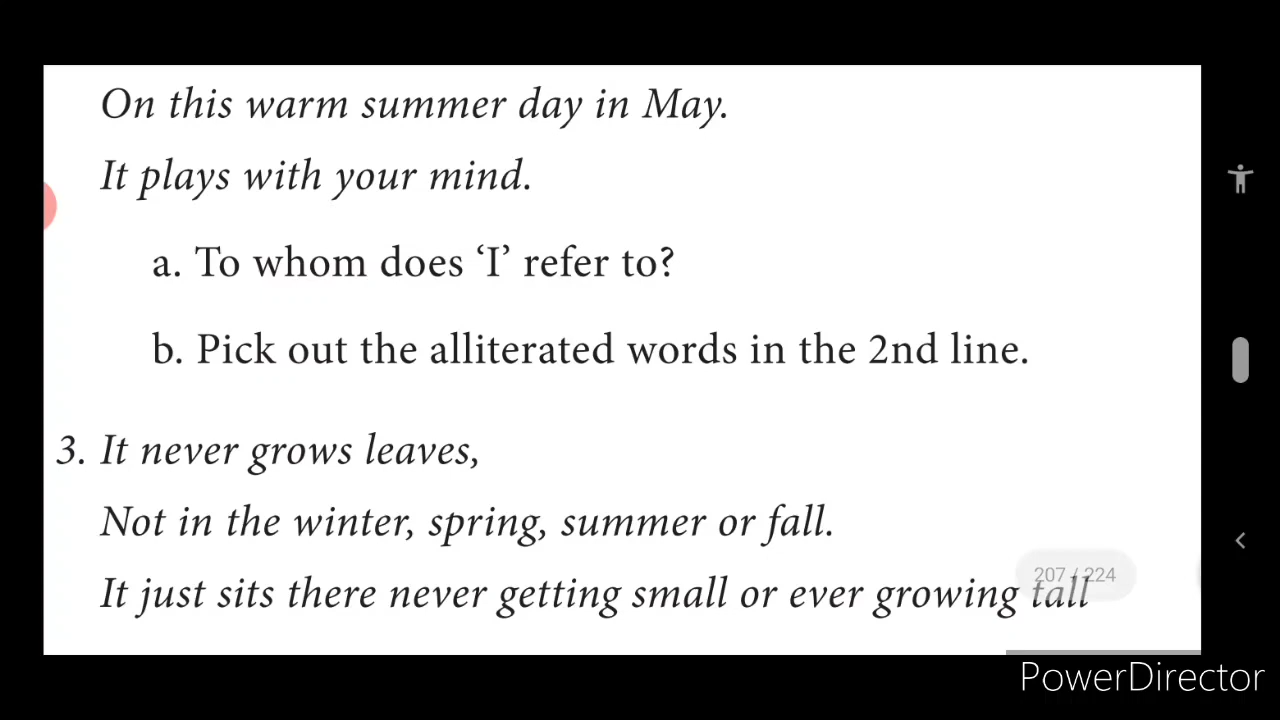 On this warm summer day in May.
It plays with your mind.
a. To whom does ‘I’ refer to?
b. Pick out the alliterated words in the 2nd line.
3. It never grows leaves,
Not in the winter, spring, summer or fall.
It just sits there never getting small or ever growing tall
207 / 224
PowerDirector